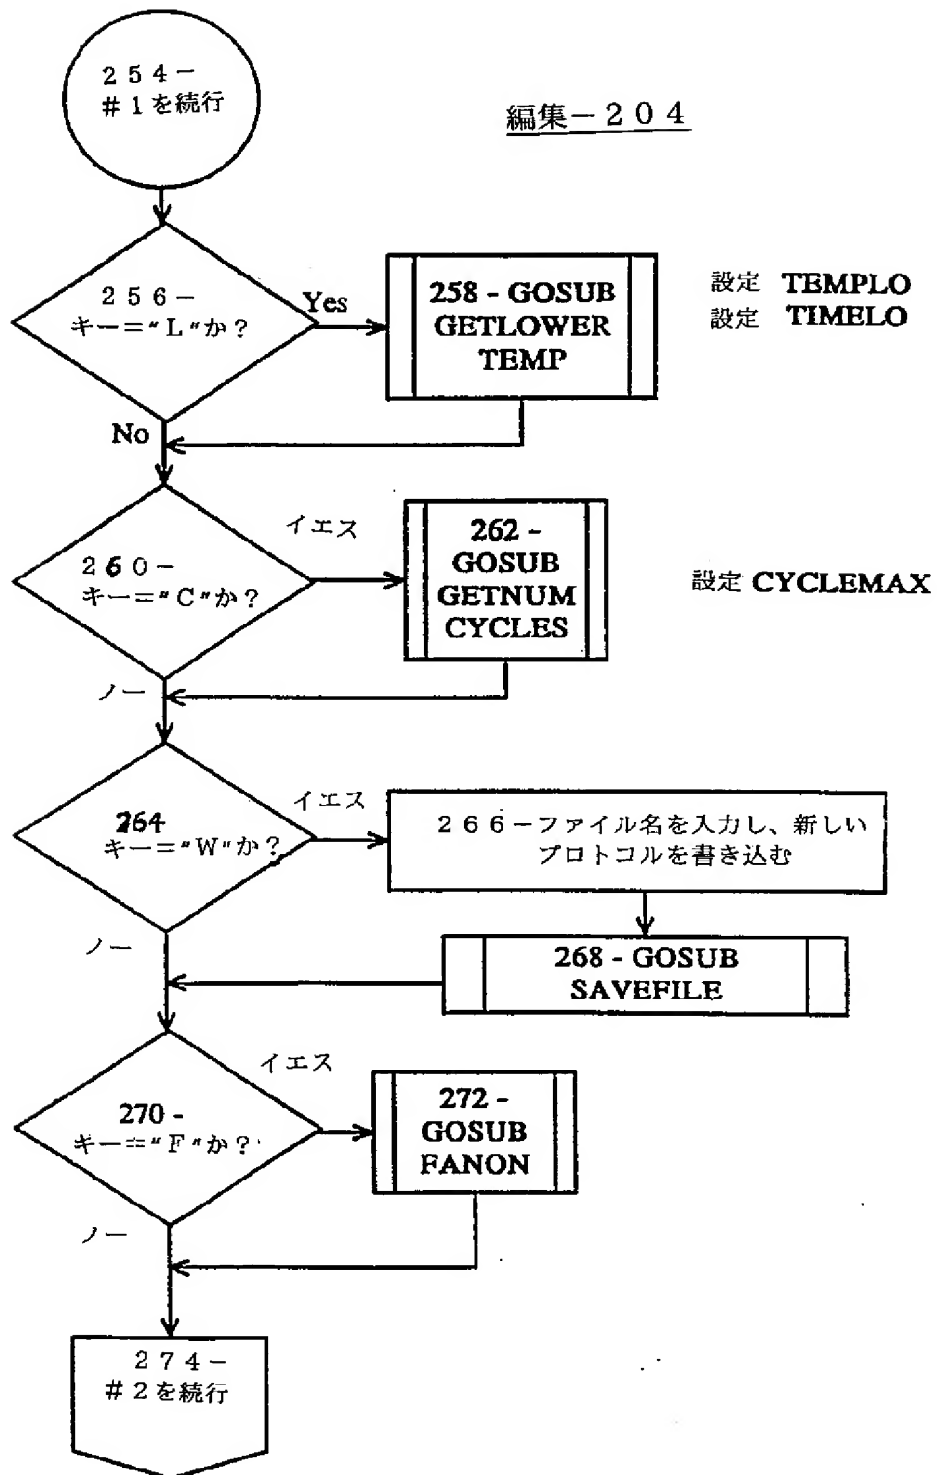 254-
#1を続行
編集-204
256-
キー="L"か?
Yes
258 - GOSUB
GETLOWER
TEMP
設定 TEMPLO
設定 TIMELO
No
260-
キー="C"か?
イエス
262 -
GOSUB
GETNUM
CYCLES
設定 CYCLEMAX
ノー
264
キー="W"か?
イエス
266-ファイル名を入力し、新しい
プロトコルを書き込む
268 - GOSUB
SAVEFILE
ノー
270 -
キー="F"か?
イエス
272 -
GOSUB
FANON
ノー
274-
#2を続行